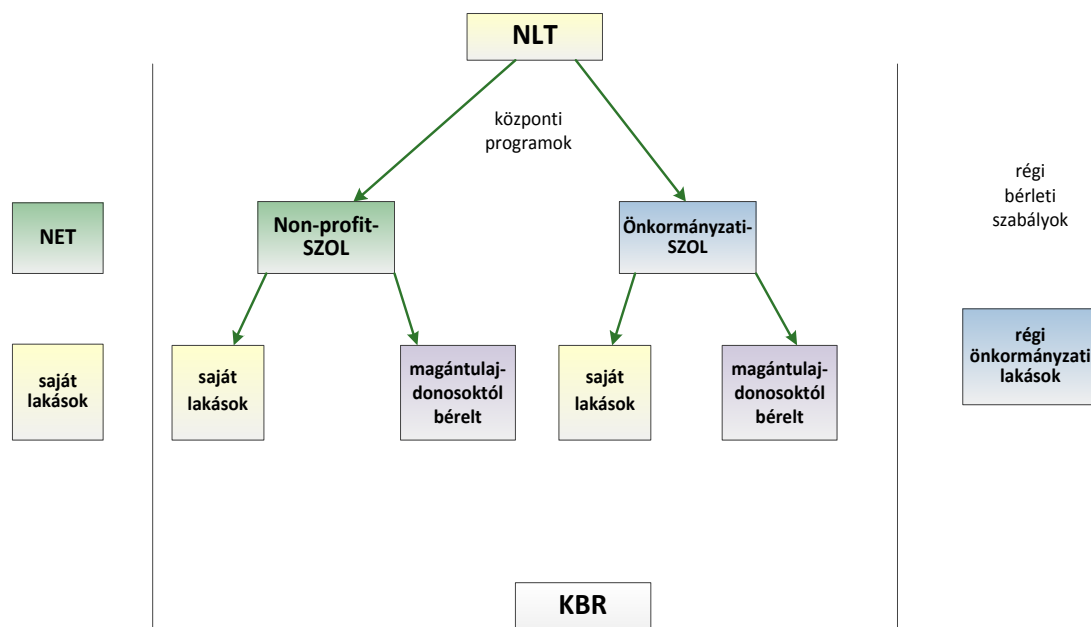 NLT
központi
programok
régi
bérleti
szabályok
NET
Non-profit-
SZOL
Önkormányzati-
SZOL
saját
lakások
saját
lakások
magántulaj-
donosoktól
bérelt
saját
lakások
magántulaj-
donosoktól
bérelt
régi
önkormányzati
lakások
KBR